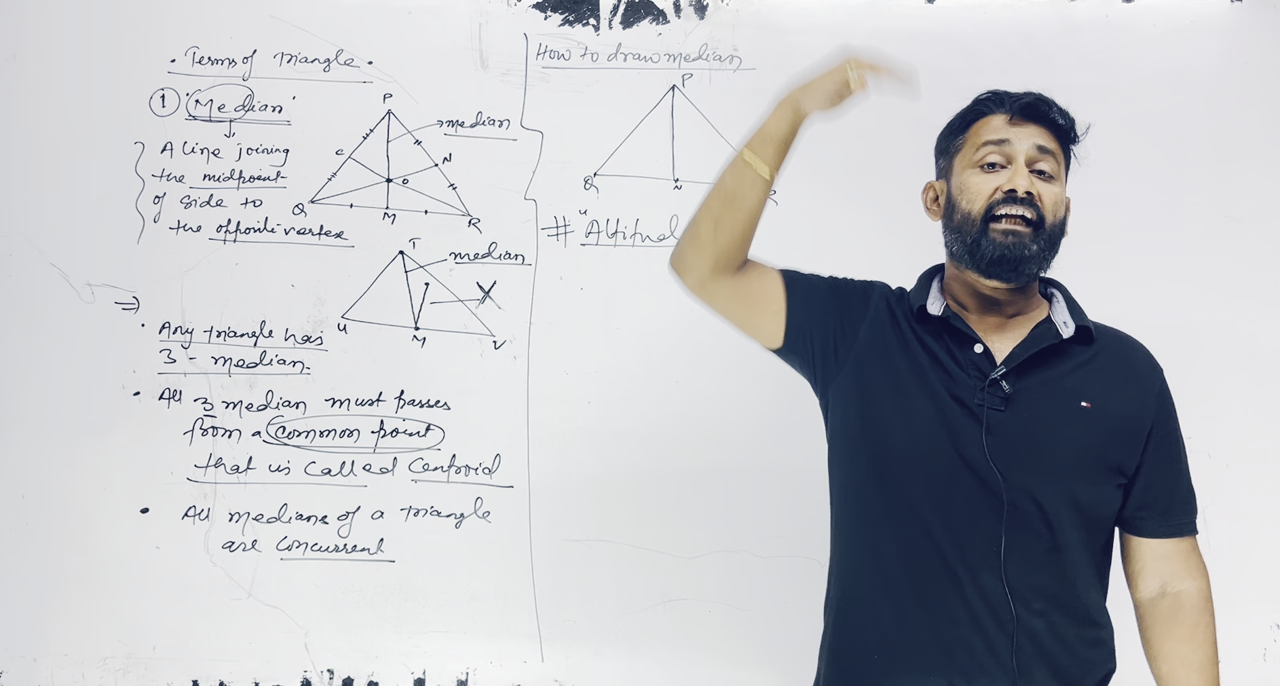 . Terms of triangle .
① 'Median'
A line joining
the midpoint
of side to
the opposite vertex
P
median
C
N
O
Q
M
R
T
median
X
U
M
V
⇒
· Any triangle has
3 - median.
· All 3 median must passes
from a common point
that is called Centroid
· All medians of a triangle
are concurrent
How to draw median
P
Q
N
R
# "Altitud